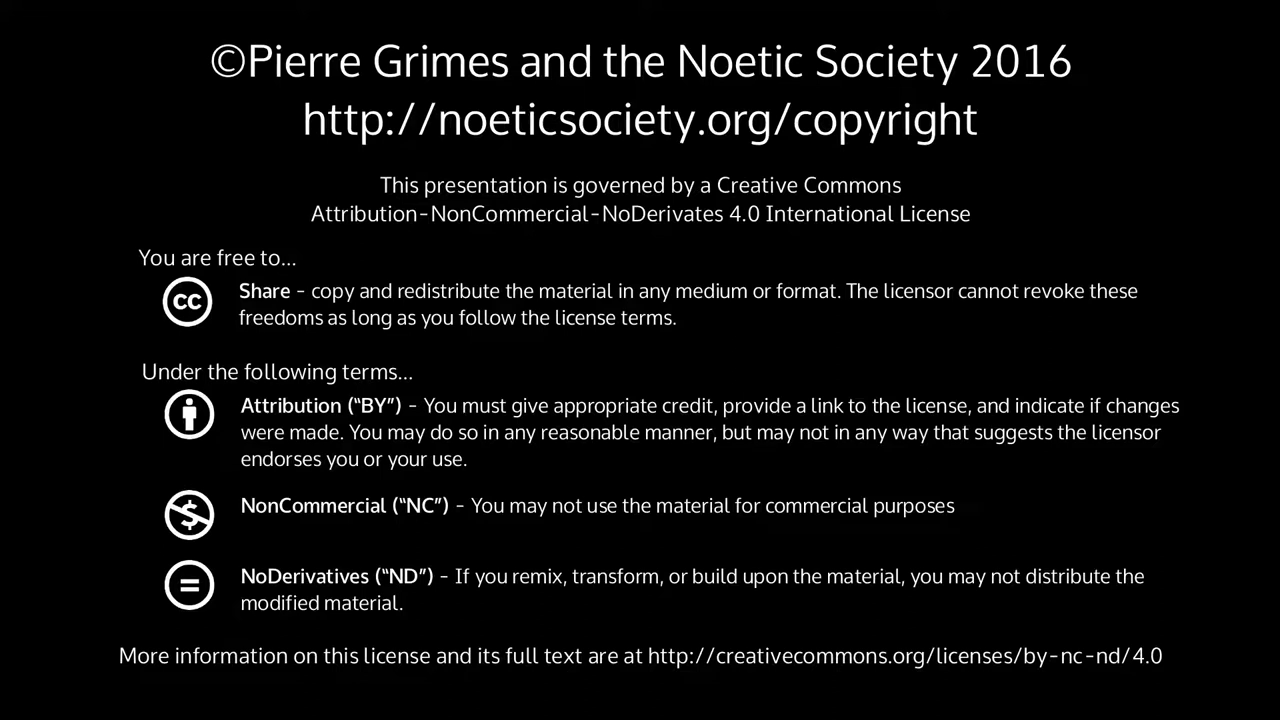 ©Pierre Grimes and the Noetic Society 2016
http://noeticsociety.org/copyright
This presentation is governed by a Creative Commons
Attribution-NonCommercial-NoDerivates 4.0 International License
You are free to...
cc
Share - copy and redistribute the material in any medium or format. The licensor cannot revoke these
freedoms as long as you follow the license terms.
Under the following terms...
Attribution (“BY”) - You must give appropriate credit, provide a link to the license, and indicate if changes
were made. You may do so in any reasonable manner, but may not in any way that suggests the licensor
endorses you or your use.
$
NonCommercial (“NC”) - You may not use the material for commercial purposes
=
NoDerivatives (“ND”) - If you remix, transform, or build upon the material, you may not distribute the
modified material.
More information on this license and its full text are at http://creativecommons.org/licenses/by-nc-nd/4.0